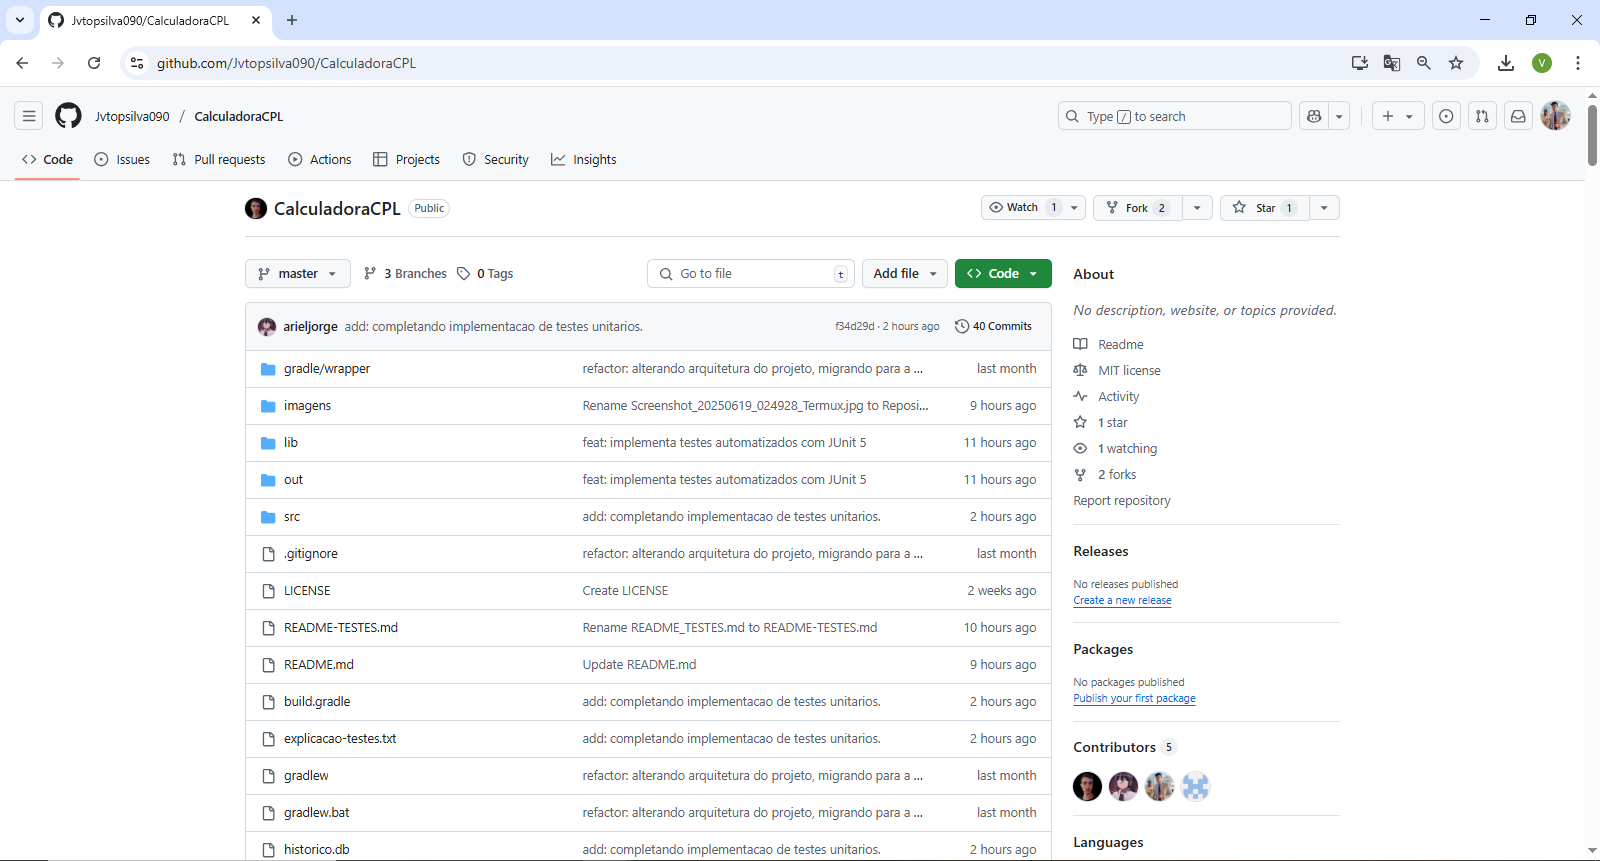 Jvtopsilva090/CalculadoraCPL
github.com/Jvtopsilva090/CalculadoraCPL
V
Jvtopsilva090 / CalculadoraCPL
Type / to search
Code Issues Pull requests Actions Projects Security Insights
CalculadoraCPL Public
Watch 1 Fork 2 Star 1
master 3 Branches 0 Tags
Go to file t
Add file
Code
arieljorge add: completando implementacao de testes unitarios. f34d29d · 2 hours ago 40 Commits
gradle/wrapper refactor: alterando arquitetura do projeto, migrando para a ... last month
imagens Rename Screenshot_20250619_024928_Termux.jpg to Reposi... 9 hours ago
lib feat: implementa testes automatizados com JUnit 5 11 hours ago
out feat: implementa testes automatizados com JUnit 5 11 hours ago
src add: completando implementacao de testes unitarios. 2 hours ago
.gitignore refactor: alterando arquitetura do projeto, migrando para a ... last month
LICENSE Create LICENSE 2 weeks ago
README-TESTES.md Rename README_TESTES.md to README-TESTES.md 10 hours ago
README.md Update README.md 9 hours ago
build.gradle add: completando implementacao de testes unitarios. 2 hours ago
explicacao-testes.txt add: completando implementacao de testes unitarios. 2 hours ago
gradlew refactor: alterando arquitetura do projeto, migrando para a ... last month
gradlew.bat refactor: alterando arquitetura do projeto, migrando para a ... last month
historico.db add: completando implementacao de testes unitarios. 2 hours ago
About
No description, website, or topics provided.
Readme
MIT license
Activity
1 star
1 watching
2 forks
Report repository
Releases
No releases published
Create a new release
Packages
No packages published
Publish your first package
Contributors 5
Languages